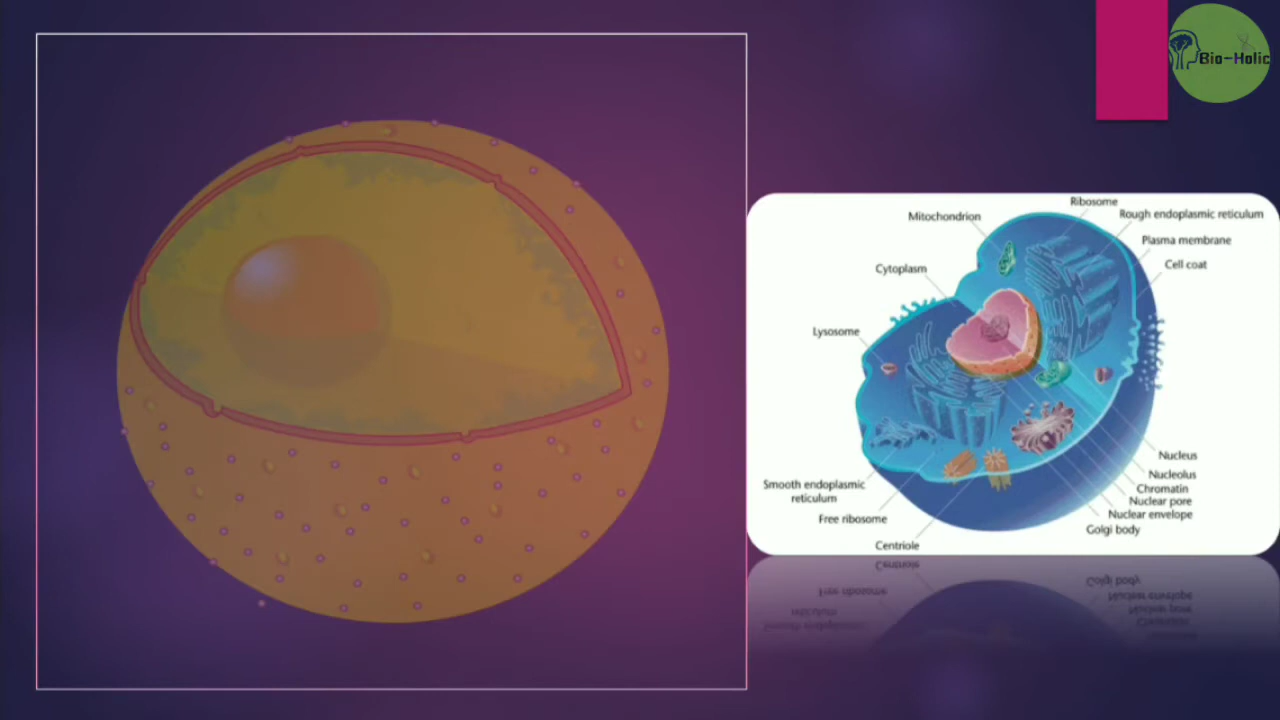 Bio-Holic
Ribosome
Mitochondrion
Rough endoplasmic reticulum
Plasma membrane
Cell coat
Cytoplasm
Lysosome
Nucleus
Nucleolus
Smooth endoplasmic
reticulum
Chromatin
Nuclear pore
Nuclear envelope
Free ribosome
Golgi body
Centriole